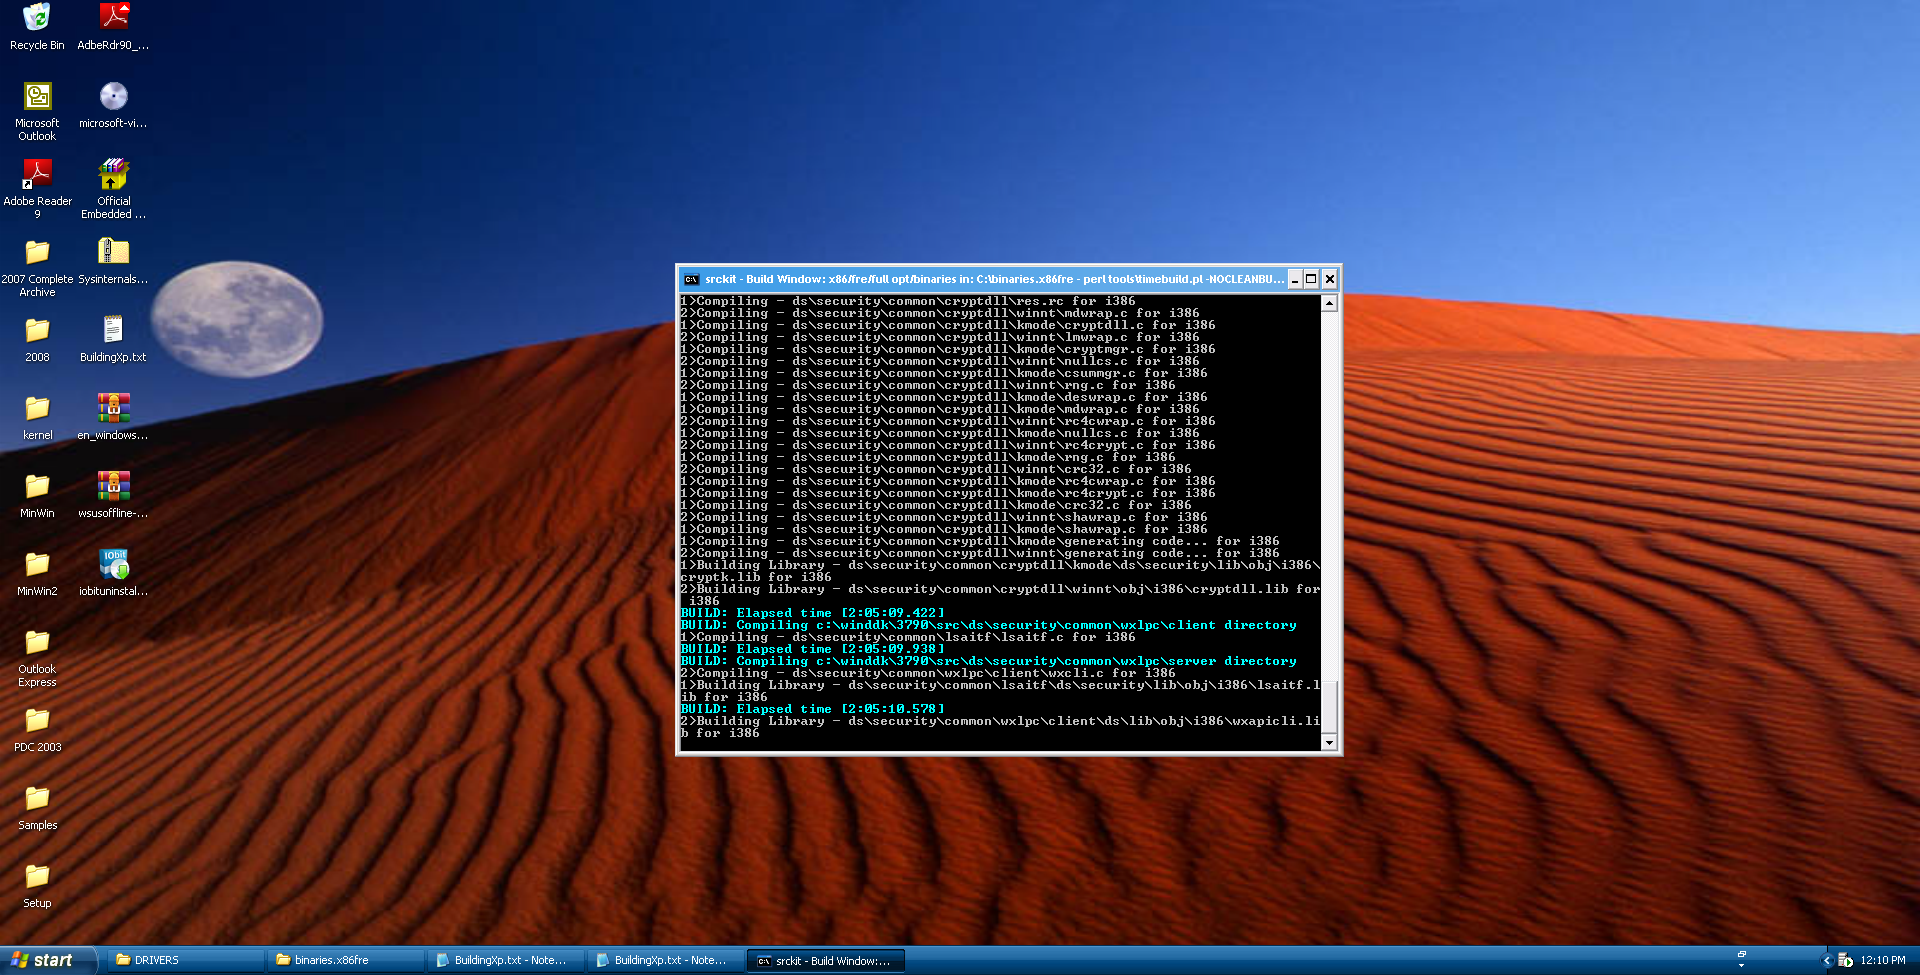 Recycle Bin
AdbeRdr90_...
Microsoft
Outlook
microsoft-vi...
Adobe Reader
9
Official
Embedded ...
2007 Complete
Archive
Sysinternals...
2008
BuildingXp.txt
kernel
en_windows...
MinWin
wsusoffline-...
MinWin2
IObit
iobituninstal...
Outlook
Express
PDC 2003
Samples
Setup
srckit - Build Window: x86/fre/full opt/binaries in: C:\binaries.x86fre - perl tools\timebuild.pl -NOCLEANBU...
1>Compiling - ds\security\common\cryptdll\res.rc for i386
2>Compiling - ds\security\common\cryptdll\winnt\mdwrap.c for i386
1>Compiling - ds\security\common\cryptdll\kmode\cryptdll.c for i386
2>Compiling - ds\security\common\cryptdll\winnt\lmwrap.c for i386
1>Compiling - ds\security\common\cryptdll\kmode\cryptmgr.c for i386
2>Compiling - ds\security\common\cryptdll\winnt\nullcs.c for i386
1>Compiling - ds\security\common\cryptdll\kmode\csummgr.c for i386
2>Compiling - ds\security\common\cryptdll\winnt\rng.c for i386
1>Compiling - ds\security\common\cryptdll\kmode\deswrap.c for i386
1>Compiling - ds\security\common\cryptdll\kmode\mdwrap.c for i386
2>Compiling - ds\security\common\cryptdll\winnt\rc4cwrap.c for i386
1>Compiling - ds\security\common\cryptdll\kmode\nullcs.c for i386
2>Compiling - ds\security\common\cryptdll\winnt\rc4crypt.c for i386
1>Compiling - ds\security\common\cryptdll\kmode\rng.c for i386
2>Compiling - ds\security\common\cryptdll\winnt\crc32.c for i386
1>Compiling - ds\security\common\cryptdll\kmode\rc4cwrap.c for i386
1>Compiling - ds\security\common\cryptdll\kmode\rc4crypt.c for i386
1>Compiling - ds\security\common\cryptdll\kmode\crc32.c for i386
2>Compiling - ds\security\common\cryptdll\winnt\shawrap.c for i386
1>Compiling - ds\security\common\cryptdll\kmode\shawrap.c for i386
1>Compiling - ds\security\common\cryptdll\kmode\generating code... for i386
2>Compiling - ds\security\common\cryptdll\winnt\generating code... for i386
1>Building Library - ds\security\common\cryptdll\kmode\ds\security\lib\obj\i386\
cryptk.lib for i386
2>Building Library - ds\security\common\cryptdll\winnt\obj\i386\cryptdll.lib for
i386
BUILD: Elapsed time [2:05:09.422]
BUILD: Compiling c:\winddk\3790\src\ds\security\common\wxlpc\client directory
1>Compiling - ds\security\common\lsaitf\lsaitf.c for i386
BUILD: Elapsed time [2:05:09.938]
BUILD: Compiling c:\winddk\3790\src\ds\security\common\wxlpc\server directory
2>Compiling - ds\security\common\wxlpc\client\wxcli.c for i386
1>Building Library - ds\security\common\lsaitf\ds\security\lib\obj\i386\lsaitf.l
ib for i386
BUILD: Elapsed time [2:05:10.578]
2>Building Library - ds\security\common\wxlpc\client\ds\lib\obj\i386\wxapicli.li
b for i386
start
DRIVERS
binaries.x86fre
BuildingXp.txt - Note...
BuildingXp.txt - Note...
srckit - Build Window:...
12:10 PM